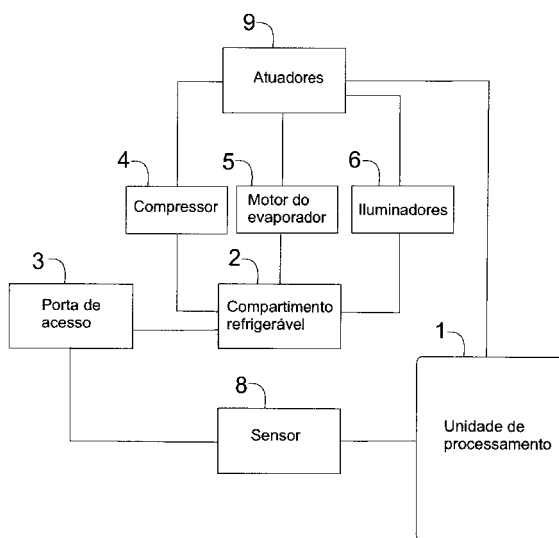 9
Atuadores
4
5
6
Compressor
Motor do
evaporador
Iluminadores
3
2
Porta de
acesso
Compartimento
refrigerável
1
8
Sensor
Unidade de
processamento